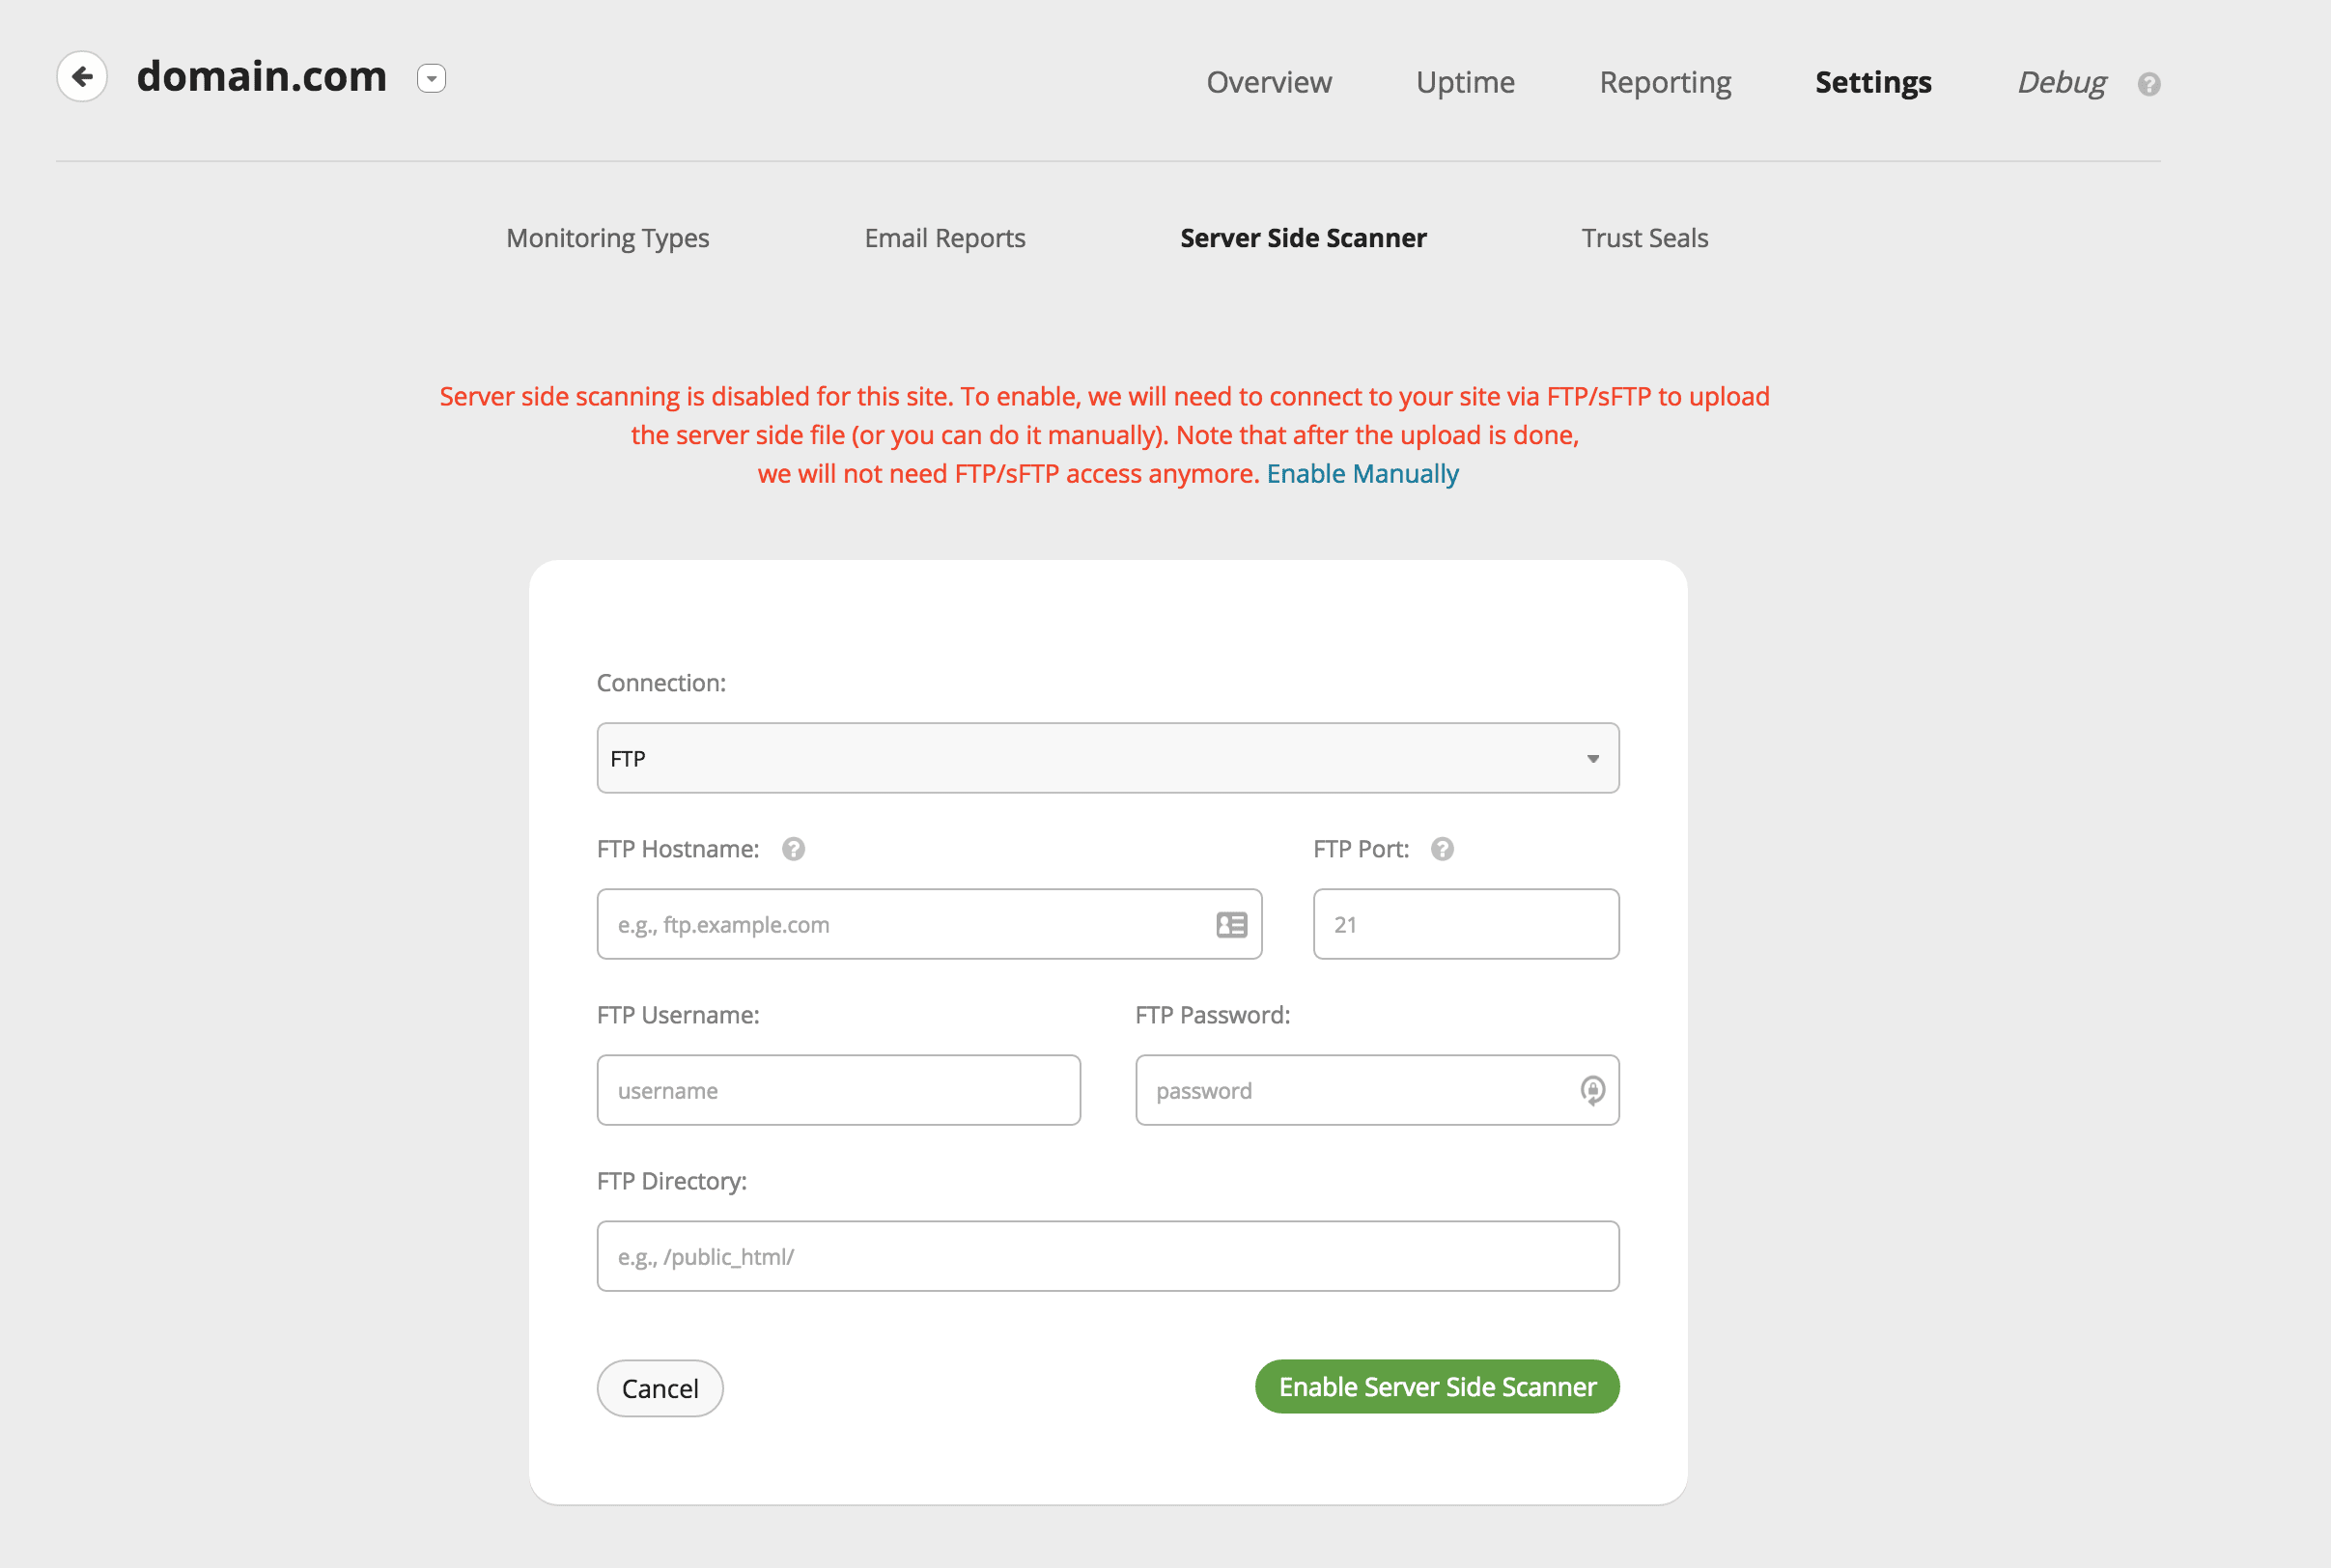 domain.com
Overview Uptime Reporting Settings Debug ?
Monitoring Types Email Reports Server Side Scanner Trust Seals
Server side scanning is disabled for this site. To enable, we will need to connect to your site via FTP/sFTP to upload
the server side file (or you can do it manually). Note that after the upload is done,
we will not need FTP/sFTP access anymore. Enable Manually
Connection:
FTP
FTP Hostname: ? FTP Port: ?
e.g., ftp.example.com 21
FTP Username: FTP Password:
username password
FTP Directory:
e.g., /public_html/
Cancel Enable Server Side Scanner